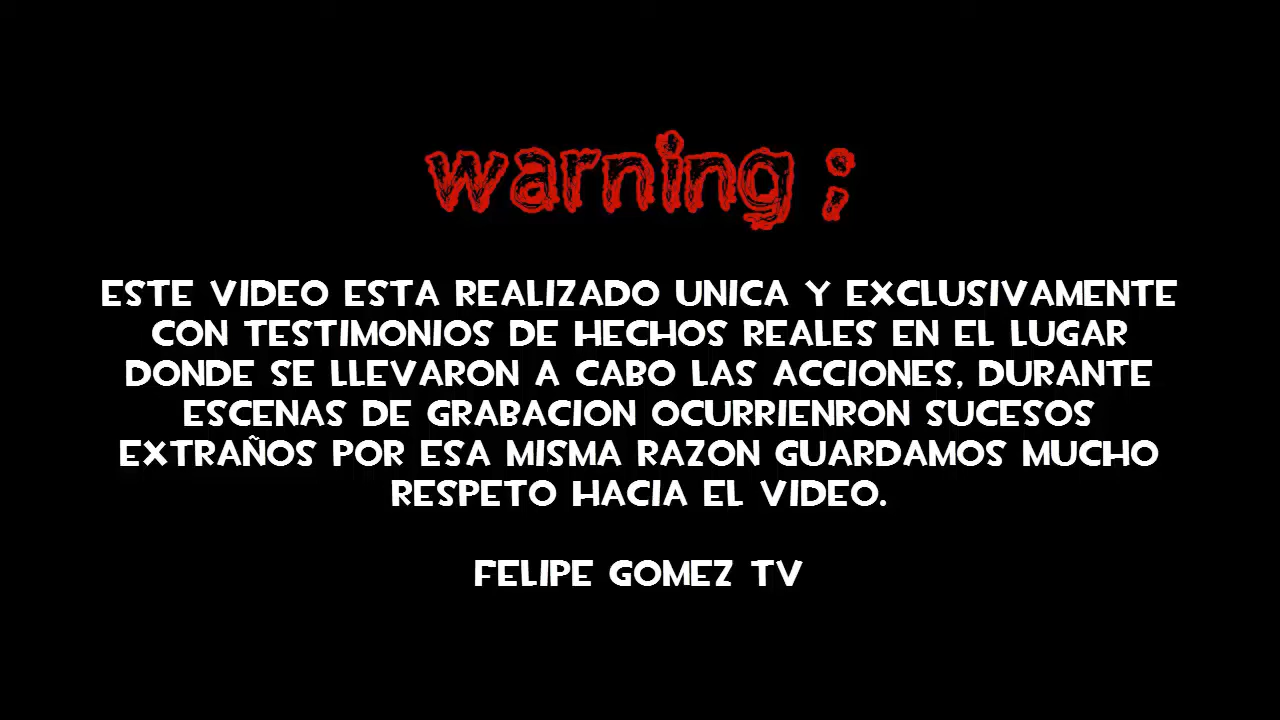 warning ;
ESTE VIDEO ESTA REALIZADO UNICA Y EXCLUSIVAMENTE
CON TESTIMONIOS DE HECHOS REALES EN EL LUGAR
DONDE SE LLEVARON A CABO LAS ACCIONES, DURANTE
ESCENAS DE GRABACION OCURRIENRON SUCESOS
EXTRAÑOS POR ESA MISMA RAZON GUARDAMOS MUCHO
RESPETO HACIA EL VIDEO.
FELIPE GOMEZ TV